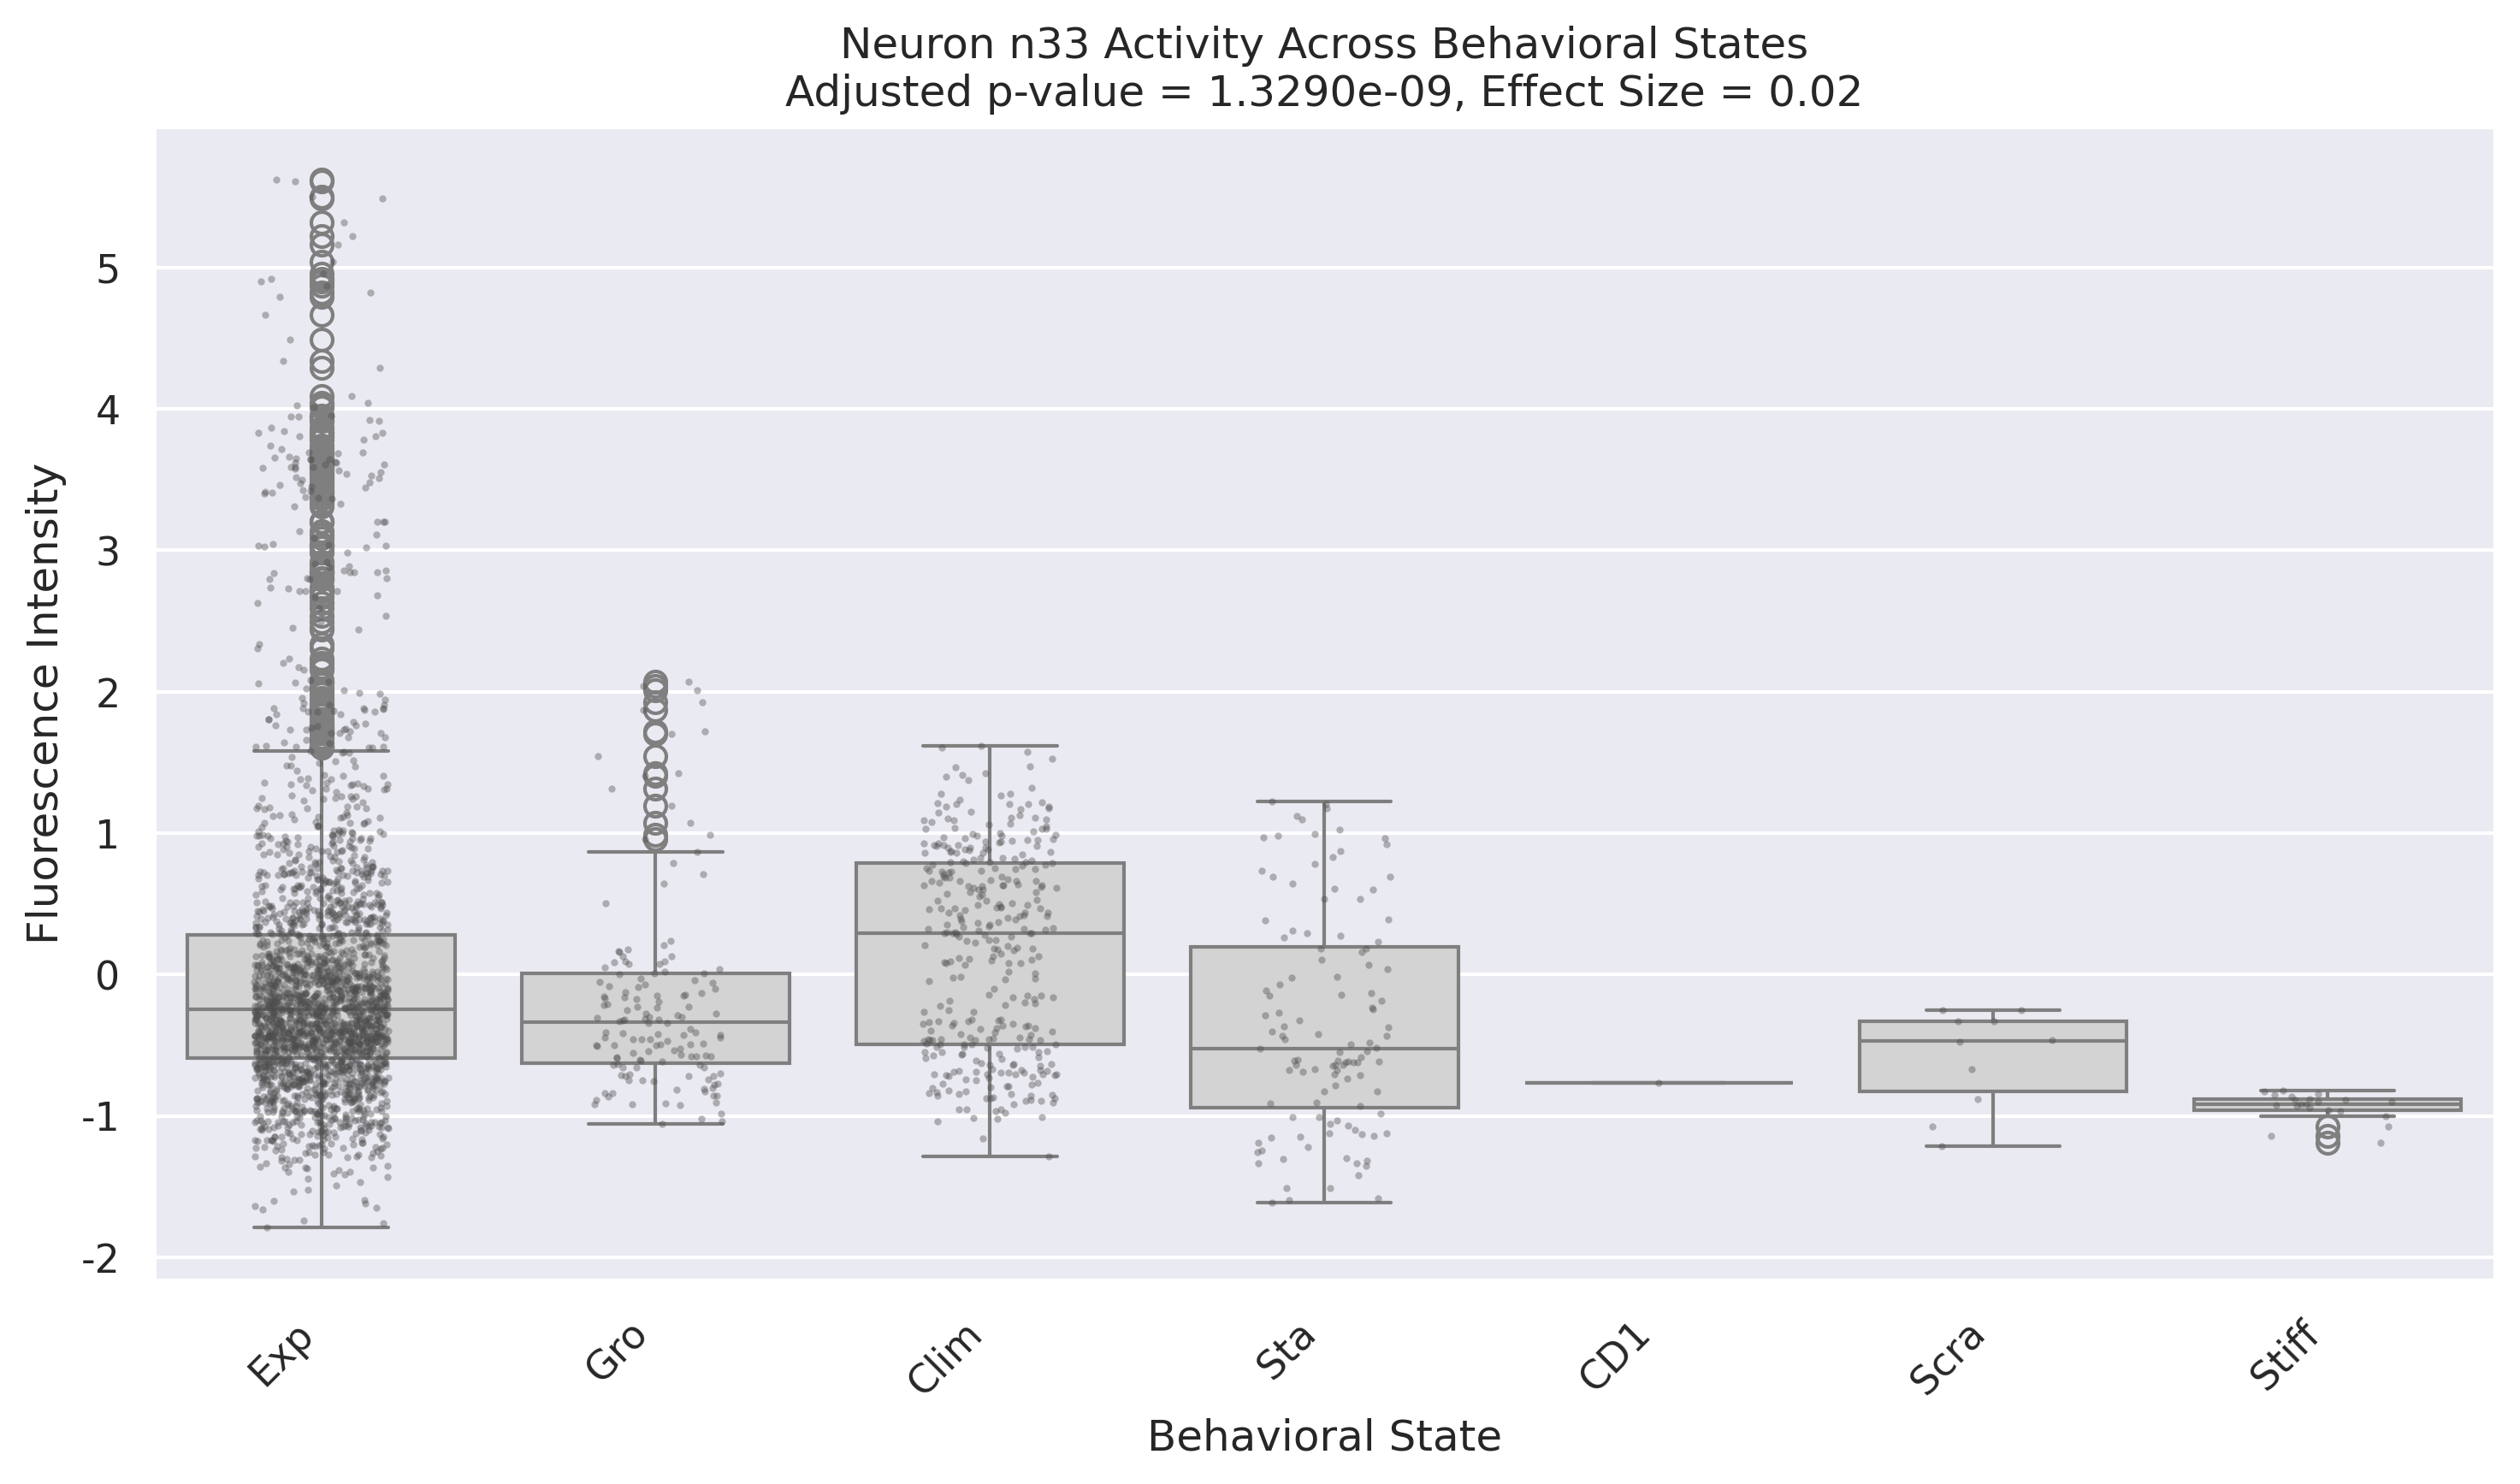 Neuron n33 Activity Across Behavioral States
Adjusted p-value = 1.3290e-09, Effect Size = 0.02
Fluorescence Intensity
5
4
3
2
1
0
-1
-2
Exp
Gro
Clim
Sta
CD1
Scra
Stiff
Behavioral State